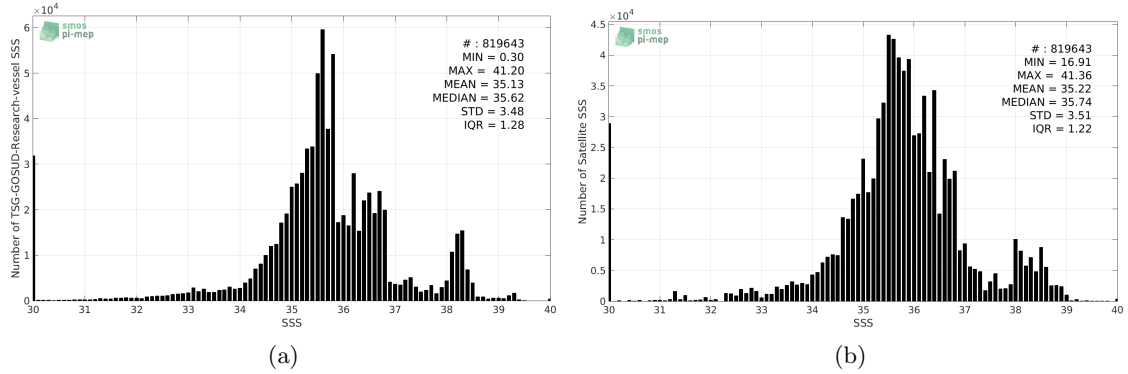 ×10⁴
smos
pi-mep
# : 819643
MIN = 0.30
MAX = 41.20
MEAN = 35.13
MEDIAN = 35.62
STD = 3.48
IQR = 1.28
Number of TSG-GOSUD-Research-vessel SSS
6
5
4
3
2
1
0
30 31 32 33 34 35 36 37 38 39 40
SSS
(a)
×10⁴
smos
pi-mep
# : 819643
MIN = 16.91
MAX = 41.36
MEAN = 35.22
MEDIAN = 35.74
STD = 3.51
IQR = 1.22
Number of Satellite SSS
4.5
4
3.5
3
2.5
2
1.5
1
0.5
0
30 31 32 33 34 35 36 37 38 39 40
SSS
(b)